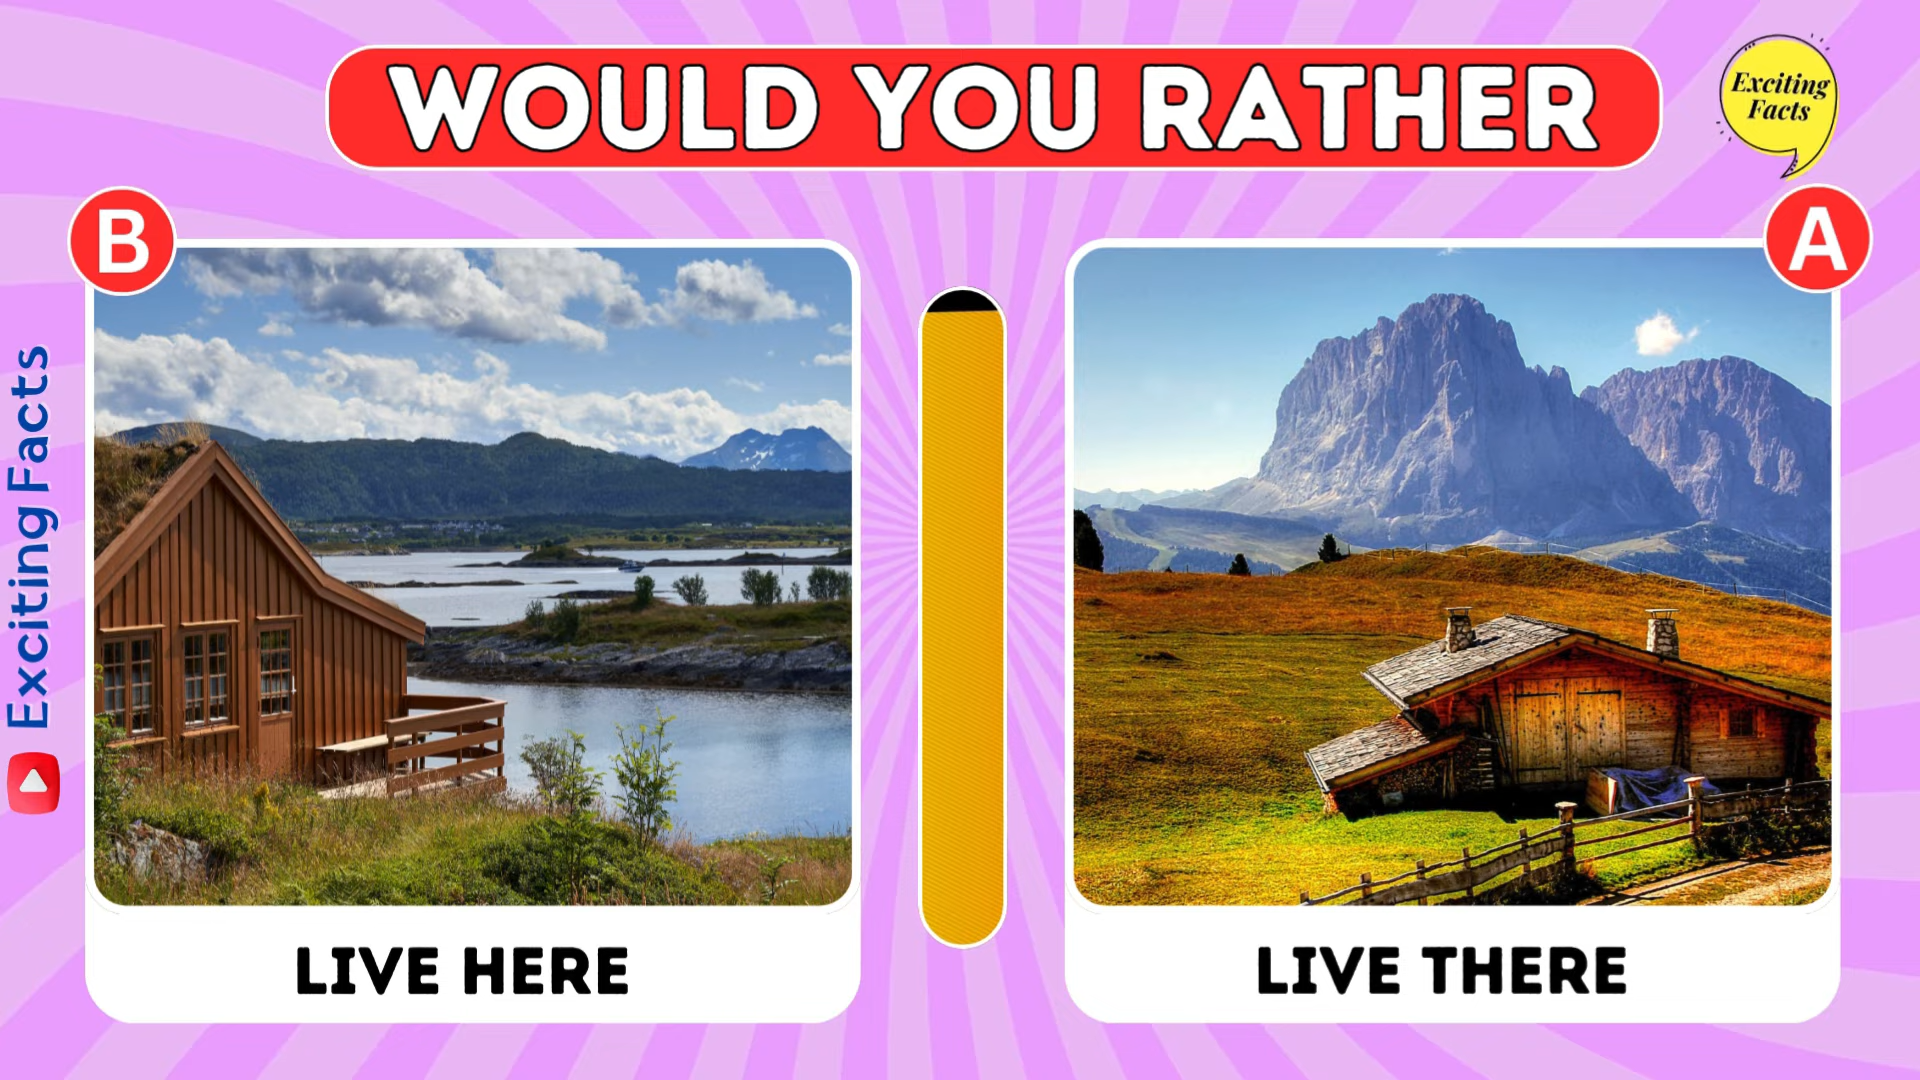 WOULD YOU RATHER
Exciting
Facts
B
A
Exciting Facts
LIVE HERE
LIVE THERE